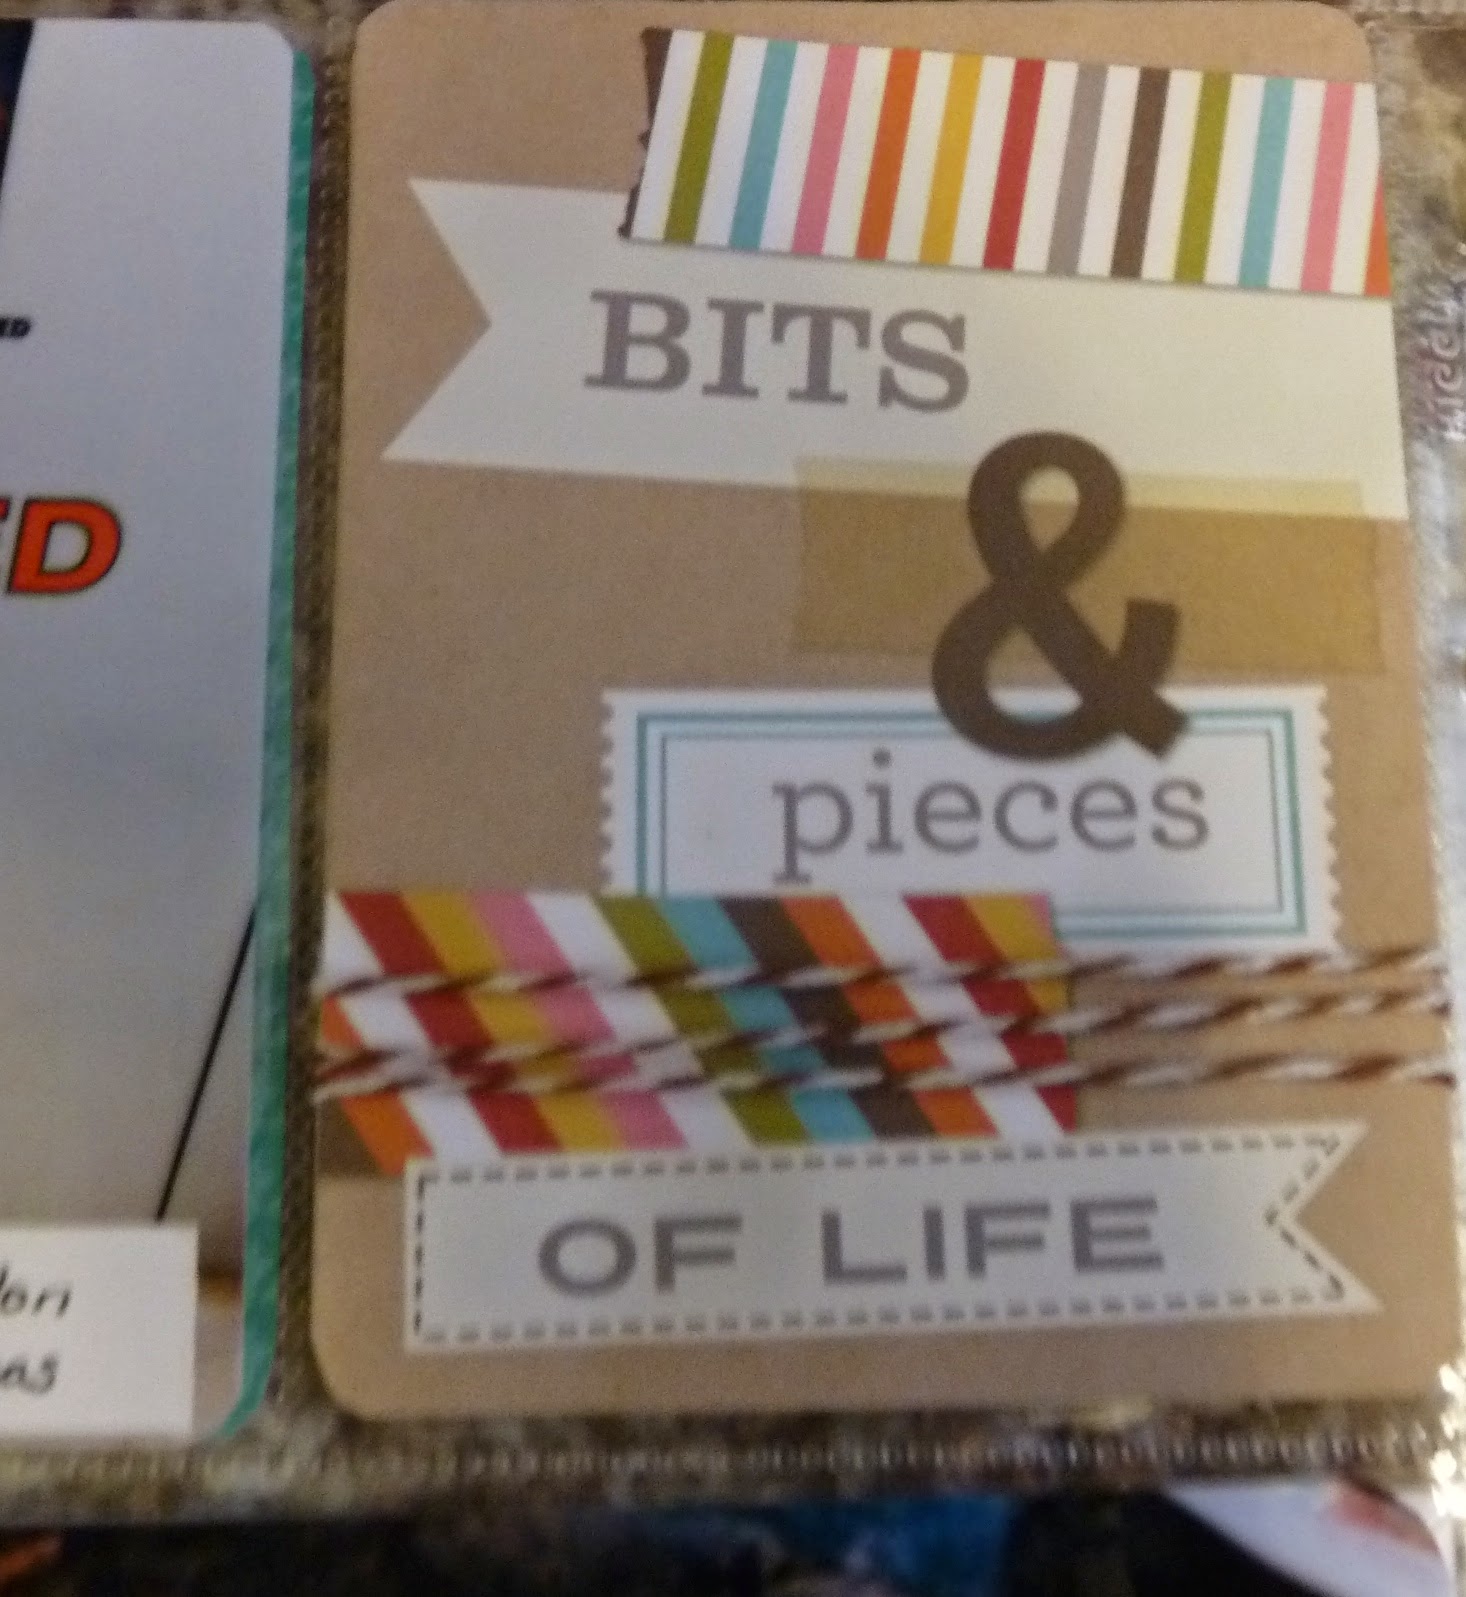 BITS
&
pieces
OF LIFE